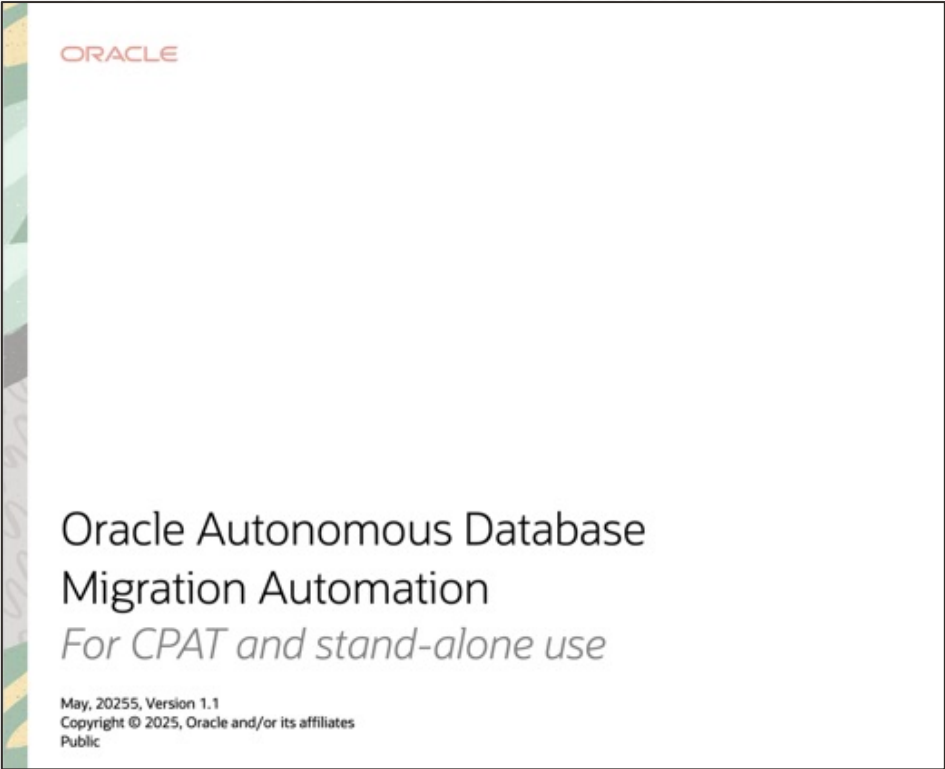 ORACLE
Oracle Autonomous Database
Migration Automation
For CPAT and stand-alone use
May, 20255, Version 1.1
Copyright © 2025, Oracle and/or its affiliates
Public